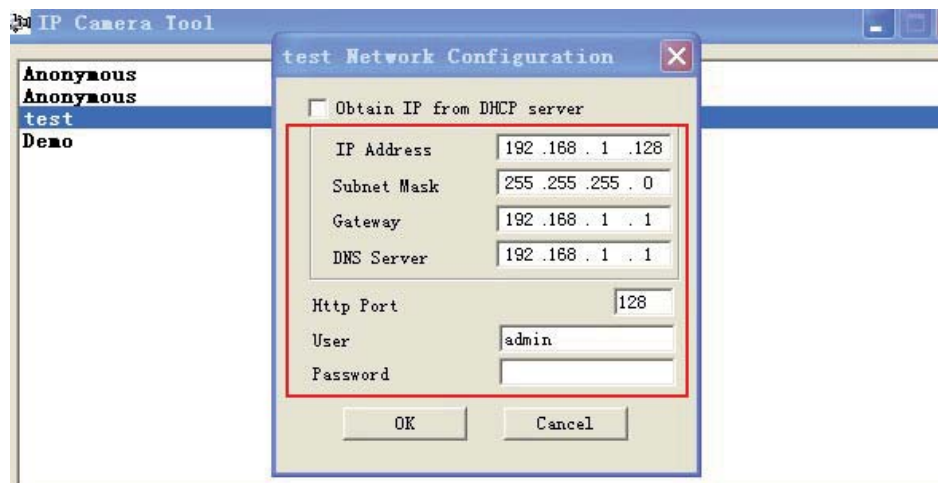 IP Camera Tool
Anonymous
Anonymous
test
Demo
test Network Configuration
Obtain IP from DHCP server
IP Address 192 .168 . 1 .128
Subnet Mask 255 .255 .255 . 0
Gateway 192 .168 . 1 . 1
DNS Server 192 .168 . 1 . 1
Http Port 128
User admin
Password
OK Cancel